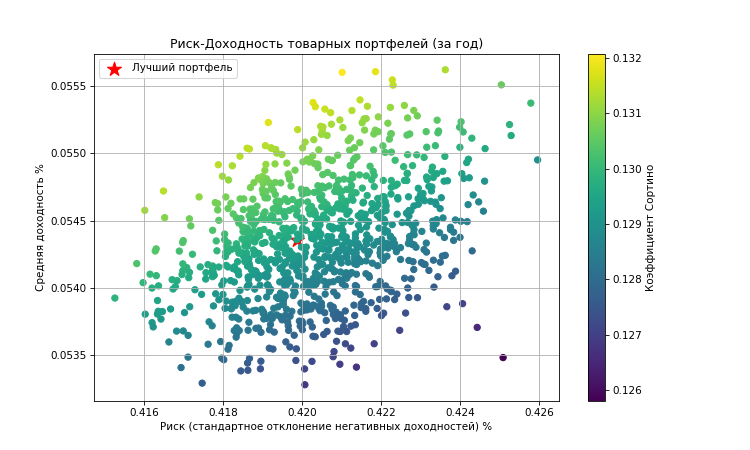 Риск-Доходность товарных портфелей (за год)
Лучший портфель
0.0555
0.0550
0.0545
0.0540
0.0535
Средняя доходность %
0.416 0.418 0.420 0.422 0.424 0.426
Риск (стандартное отклонение негативных доходностей) %
0.132
0.131
0.130
0.129
0.128
0.127
0.126
Коэффициент Сортино